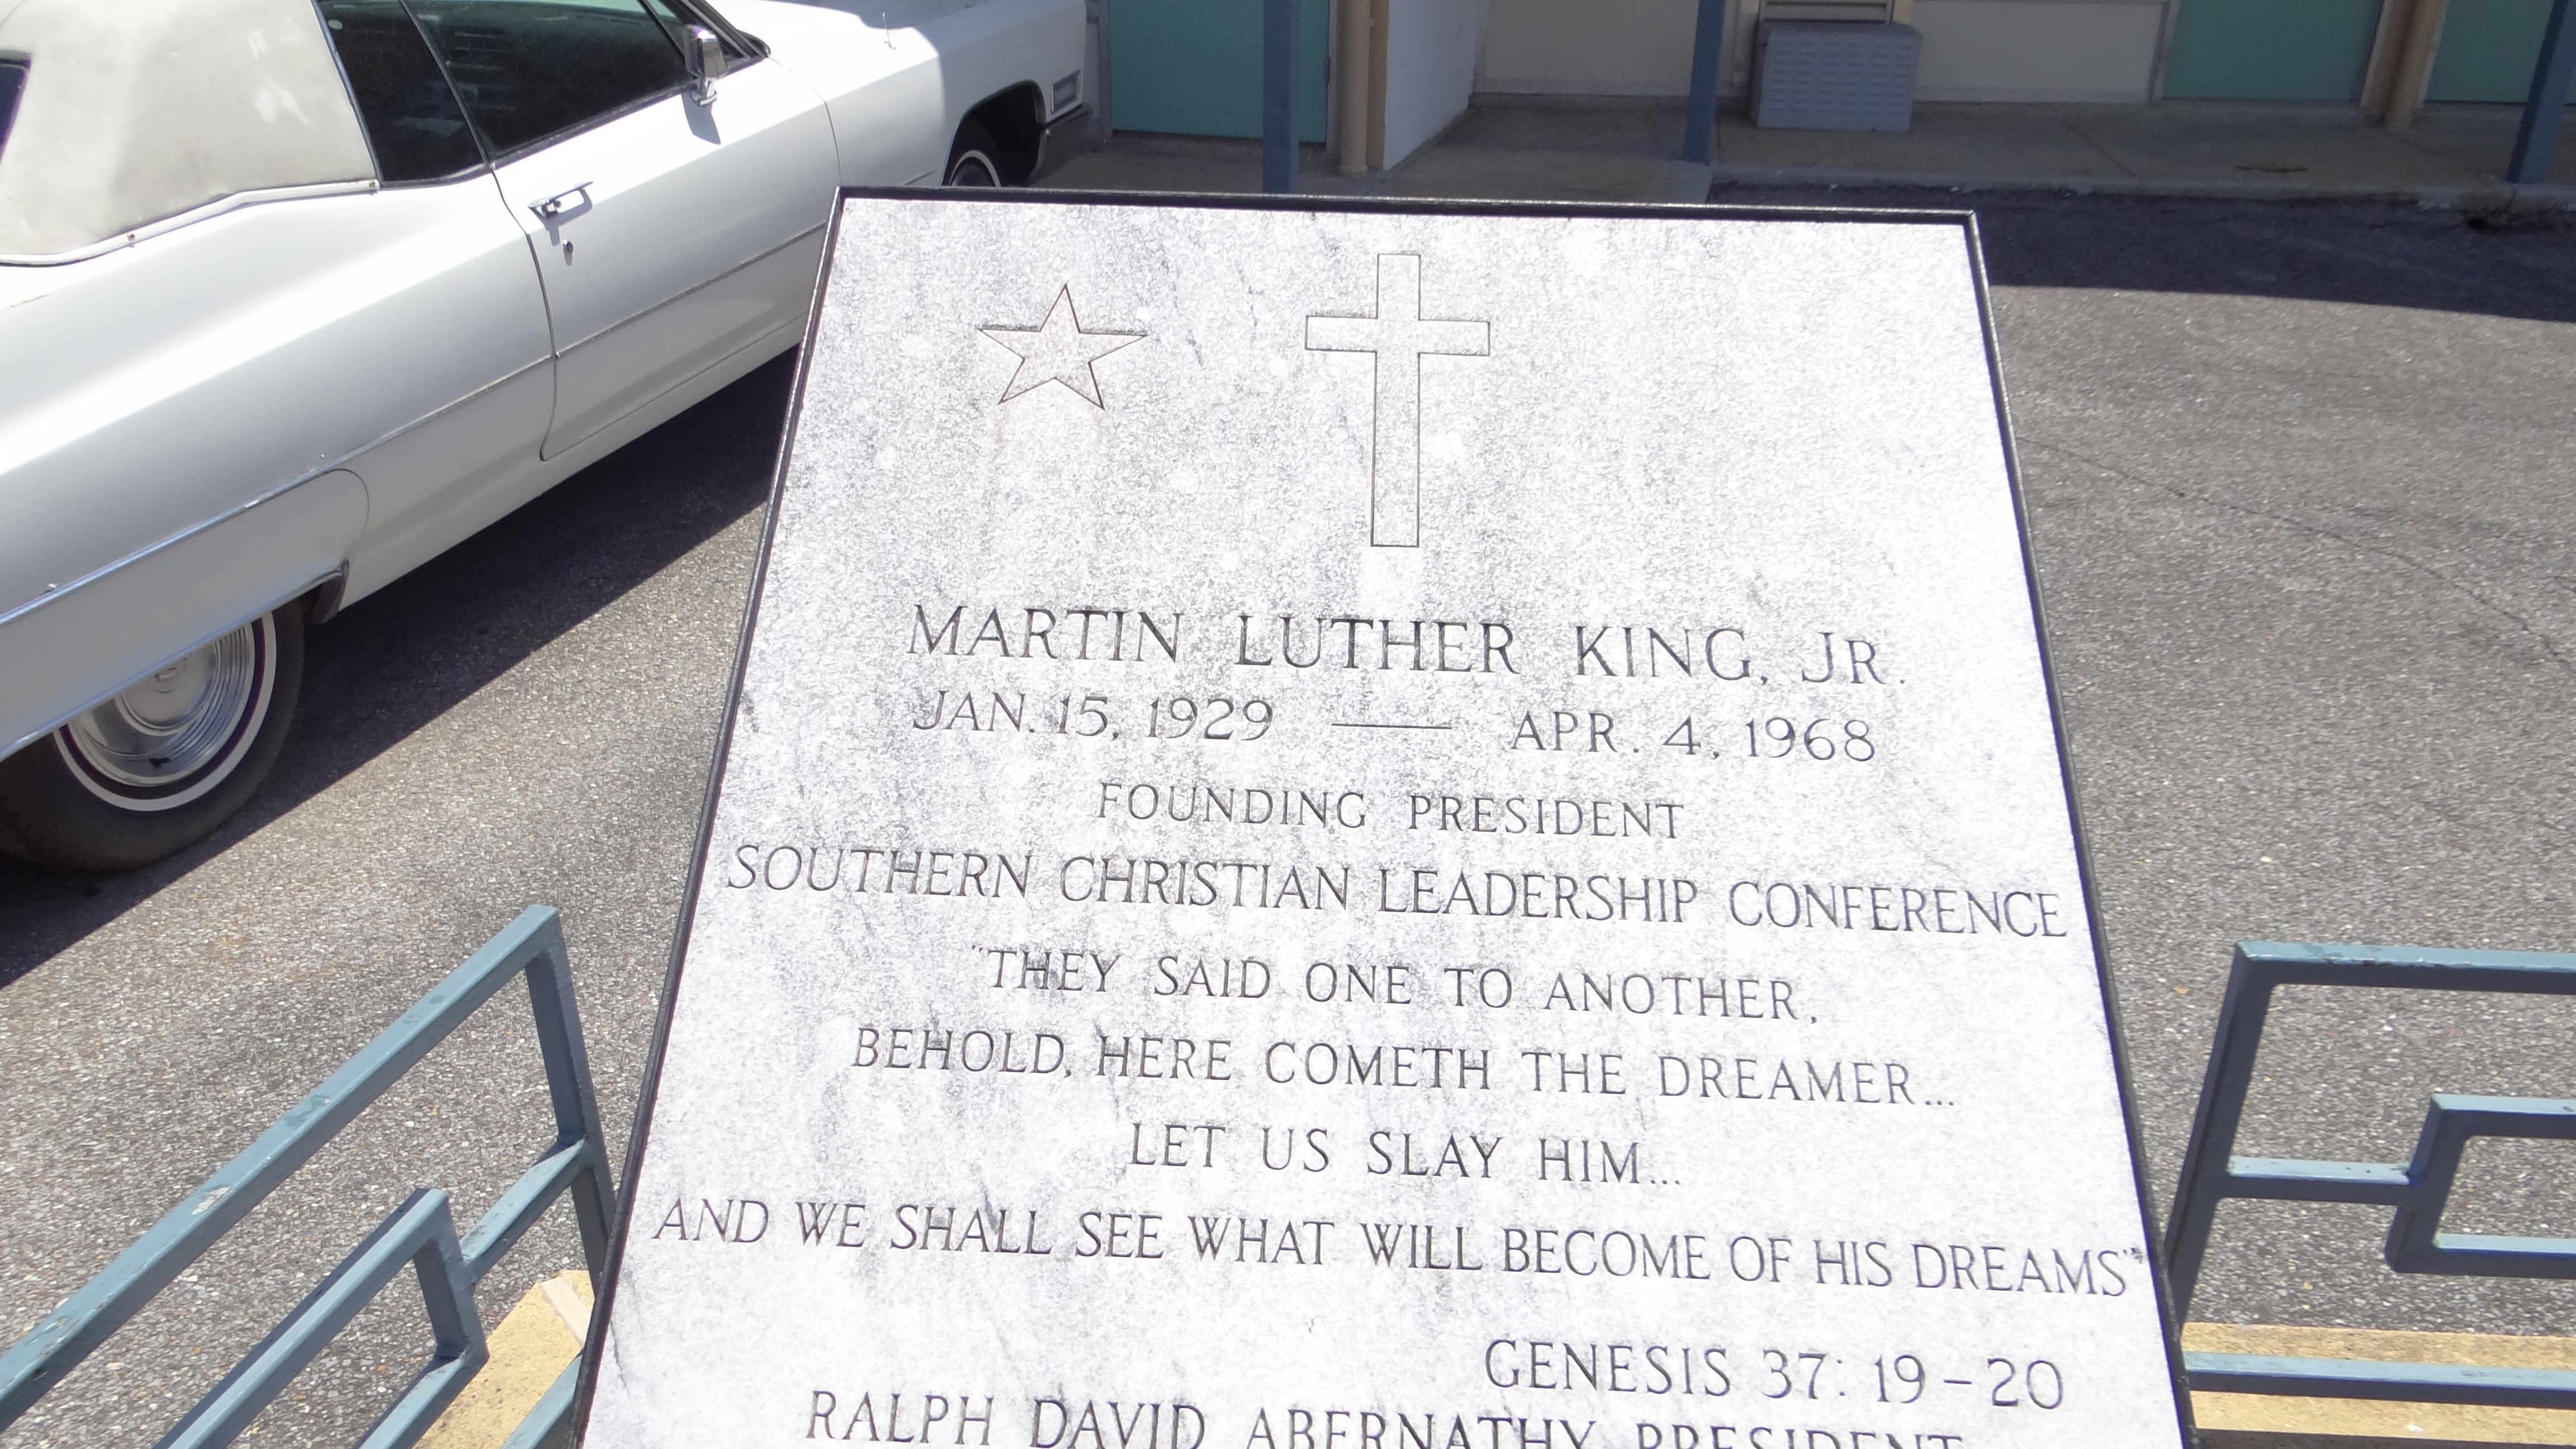 MARTIN LUTHER KING, JR.
JAN. 15, 1929 — APR. 4, 1968
FOUNDING PRESIDENT
SOUTHERN CHRISTIAN LEADERSHIP CONFERENCE
"THEY SAID ONE TO ANOTHER,
BEHOLD, HERE COMETH THE DREAMER...
LET US SLAY HIM...
AND WE SHALL SEE WHAT WILL BECOME OF HIS DREAMS"
GENESIS 37: 19-20
RALPH DAVID ABERNATHY PRESIDENT